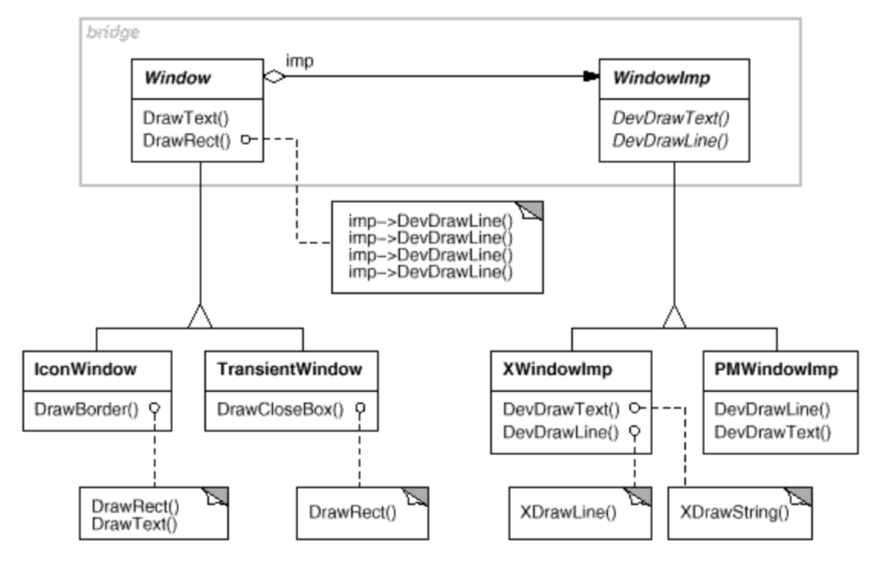 bridge
Window
imp
WindowImp
DrawText()
DrawRect()
DevDrawText()
DevDrawLine()
imp->DevDrawLine()
imp->DevDrawLine()
imp->DevDrawLine()
imp->DevDrawLine()
IconWindow
DrawBorder()
TransientWindow
DrawCloseBox()
XWindowImp
DevDrawText()
DevDrawLine()
PMWindowImp
DevDrawLine()
DevDrawText()
DrawRect()
DrawText()
DrawRect()
XDrawLine()
XDrawString()